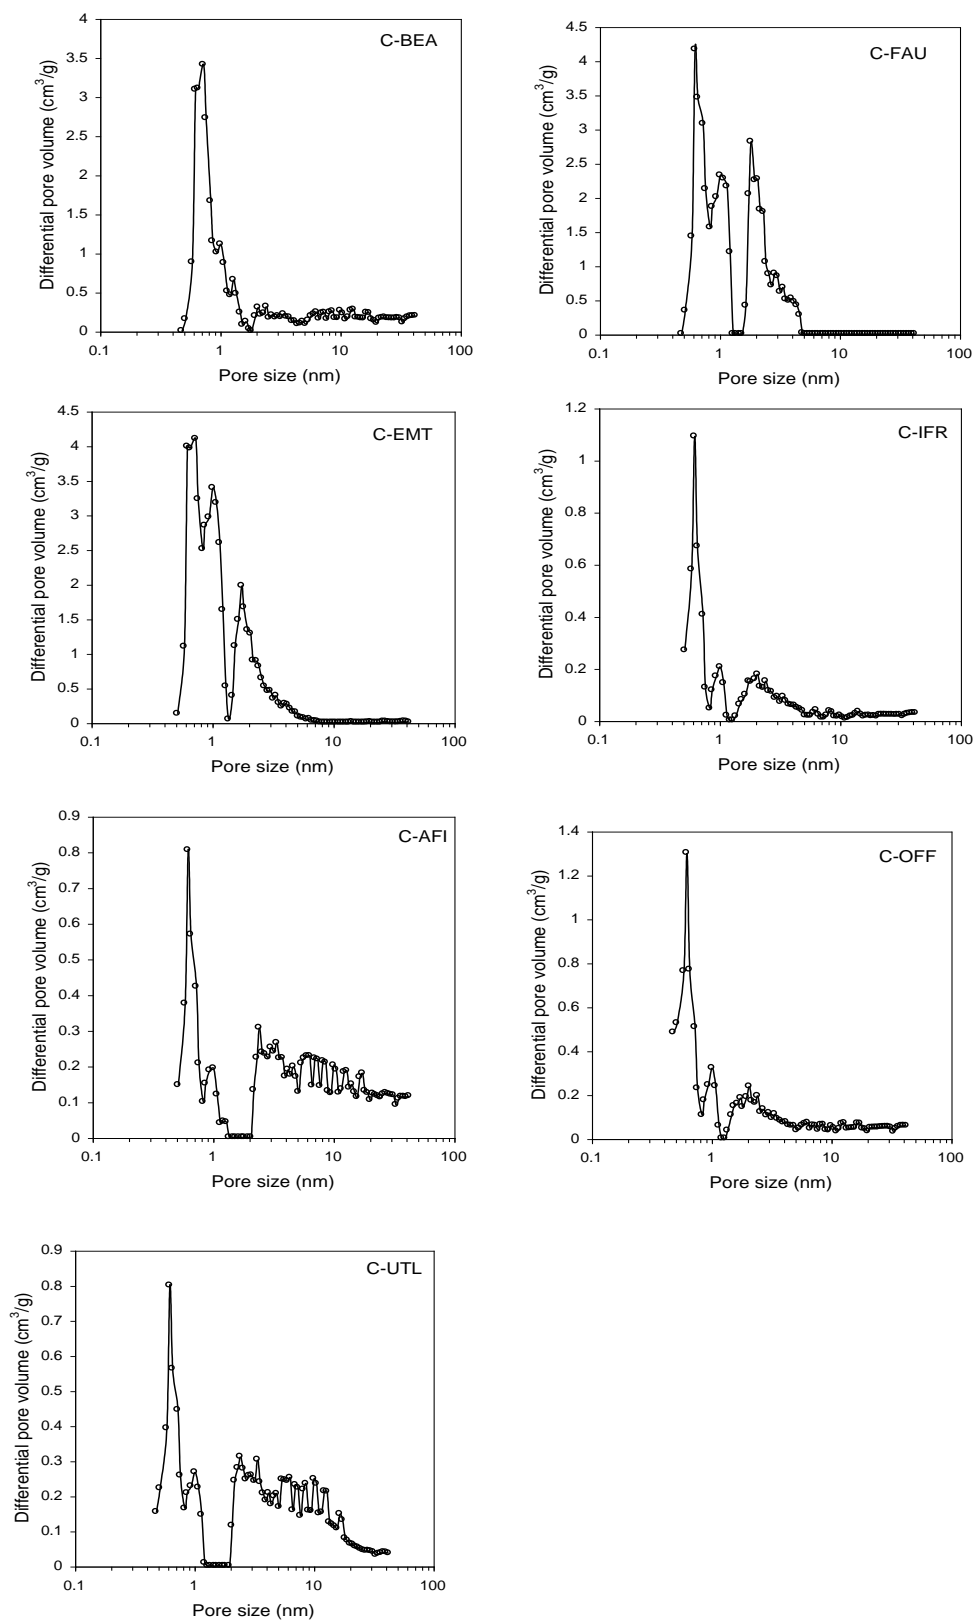 C-BEA
Differential pore volume (cm³/g)
4
3.5
3
2.5
2
1.5
1
0.5
0
0.1 1 10 100
Pore size (nm)
C-FAU
Differential pore volume (cm³/g)
4.5
4
3.5
3
2.5
2
1.5
1
0.5
0
0.1 1 10 100
Pore size (nm)
C-EMT
Differential pore volume (cm³/g)
4.5
4
3.5
3
2.5
2
1.5
1
0.5
0
0.1 1 10 100
Pore size (nm)
C-IFR
Differential pore volume (cm³/g)
1.2
1
0.8
0.6
0.4
0.2
0
0.1 1 10 100
Pore size (nm)
C-AFI
Differential pore volume (cm³/g)
0.9
0.8
0.7
0.6
0.5
0.4
0.3
0.2
0.1
0
0.1 1 10 100
Pore size (nm)
C-OFF
Differential pore volume (cm³/g)
1.4
1.2
1
0.8
0.6
0.4
0.2
0
0.1 1 10 100
Pore size (nm)
C-UTL
Differential pore volume (cm³/g)
0.9
0.8
0.7
0.6
0.5
0.4
0.3
0.2
0.1
0
0.1 1 10 100
Pore size (nm)